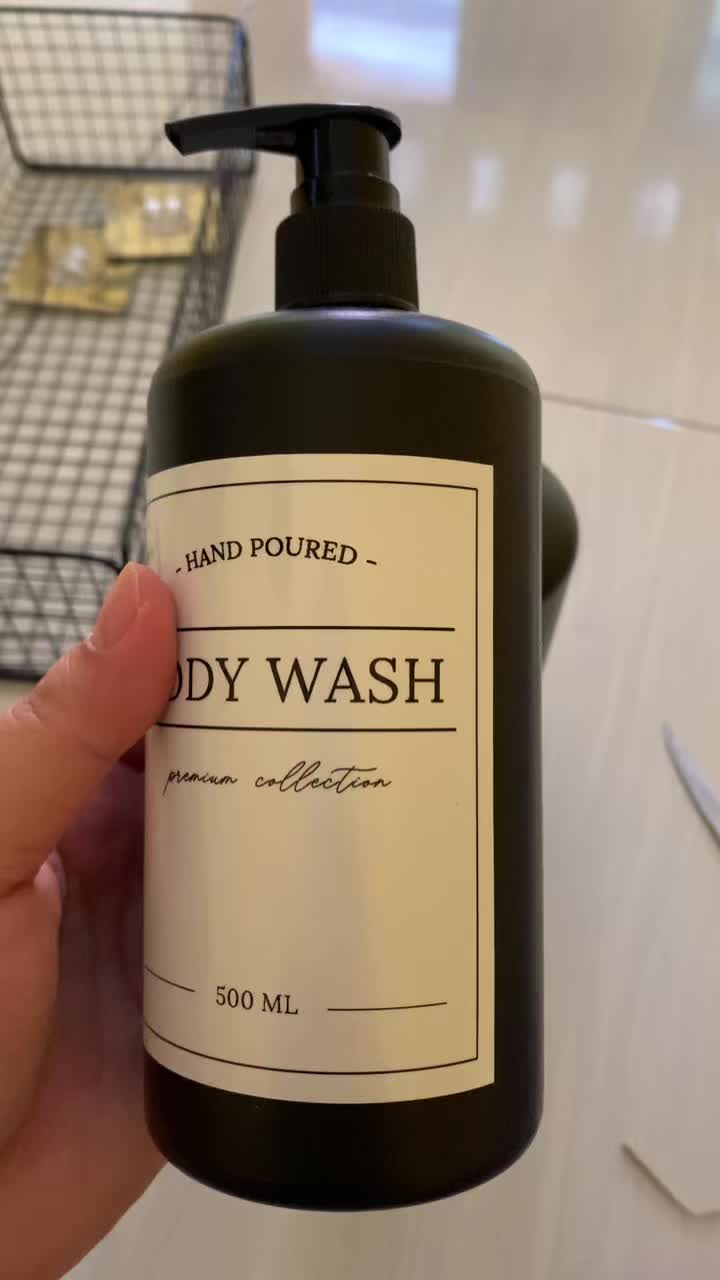 - HAND POURED -
ODY WASH
premium collection
500 ML